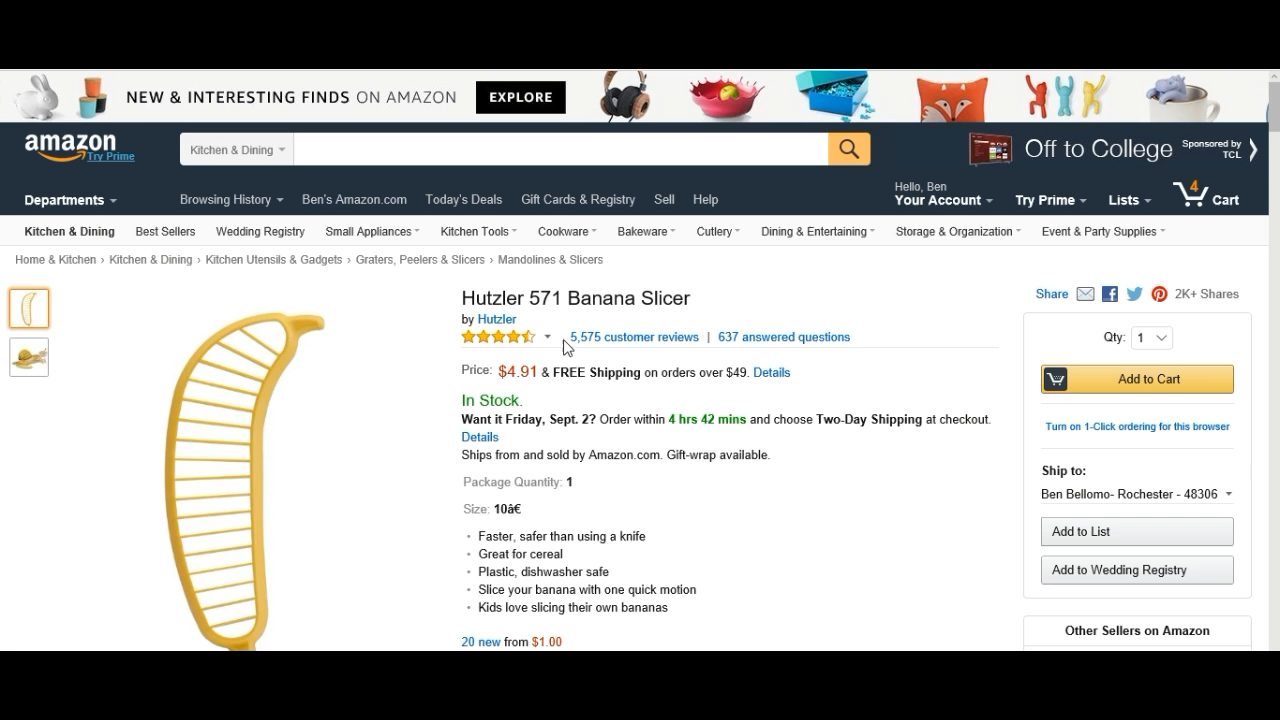 NEW & INTERESTING FINDS ON AMAZON EXPLORE
amazon
Try Prime
Kitchen & Dining
Off to College Sponsored by TCL
Departments
Browsing History Ben's Amazon.com Today's Deals Gift Cards & Registry Sell Help
Hello, Ben
Your Account Try Prime Lists 4 Cart
Kitchen & Dining Best Sellers Wedding Registry Small Appliances Kitchen Tools Cookware Bakeware Cutlery Dining & Entertaining Storage & Organization Event & Party Supplies
Home & Kitchen › Kitchen & Dining › Kitchen Utensils & Gadgets › Graters, Peelers & Slicers › Mandolines & Slicers
Hutzler 571 Banana Slicer
by Hutzler
5,575 customer reviews | 637 answered questions
Price: $4.91 & FREE Shipping on orders over $49. Details
In Stock.
Want it Friday, Sept. 2? Order within 4 hrs 42 mins and choose Two-Day Shipping at checkout.
Details
Ships from and sold by Amazon.com. Gift-wrap available.
Package Quantity: 1
Size: 10â€
• Faster, safer than using a knife
• Great for cereal
• Plastic, dishwasher safe
• Slice your banana with one quick motion
• Kids love slicing their own bananas
20 new from $1.00
Share 2K+ Shares
Qty: 1
Add to Cart
Turn on 1-Click ordering for this browser
Ship to:
Ben Bellomo- Rochester - 48306
Add to List
Add to Wedding Registry
Other Sellers on Amazon